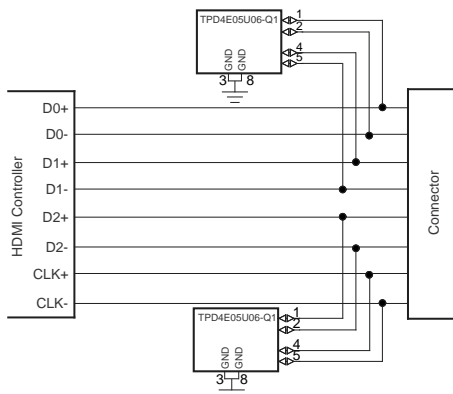 TPD4E05U06-Q1
1
2
4
5
GND
GND
3
8
HDMI Controller
D0+
D0-
D1+
D1-
D2+
D2-
CLK+
CLK-
Connector
TPD4E05U06-Q1
1
2
4
5
GND
GND
3
8